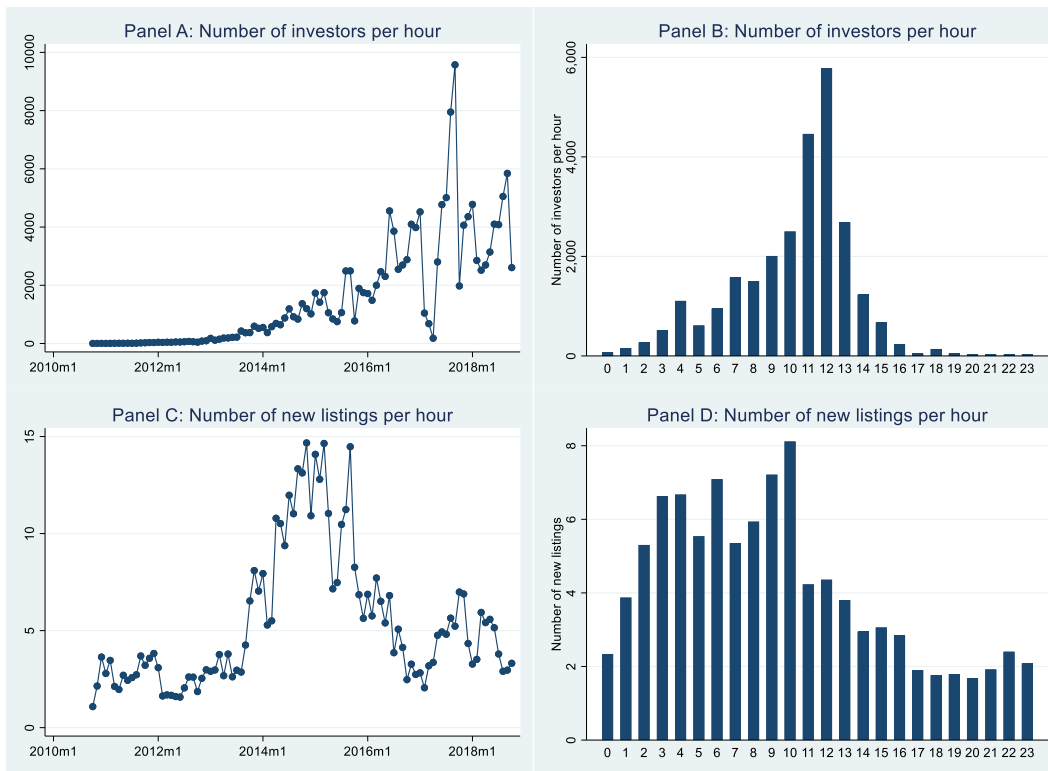 Panel A: Number of investors per hour
10000
8000
6000
4000
2000
0
2010m1 2012m1 2014m1 2016m1 2018m1
Panel B: Number of investors per hour
Number of investors per hour
6,000
4,000
2,000
0
0 1 2 3 4 5 6 7 8 9 10 11 12 13 14 15 16 17 18 19 20 21 22 23
Panel C: Number of new listings per hour
15
10
5
0
2010m1 2012m1 2014m1 2016m1 2018m1
Panel D: Number of new listings per hour
Number of new listings
8
6
4
2
0
0 1 2 3 4 5 6 7 8 9 10 11 12 13 14 15 16 17 18 19 20 21 22 23